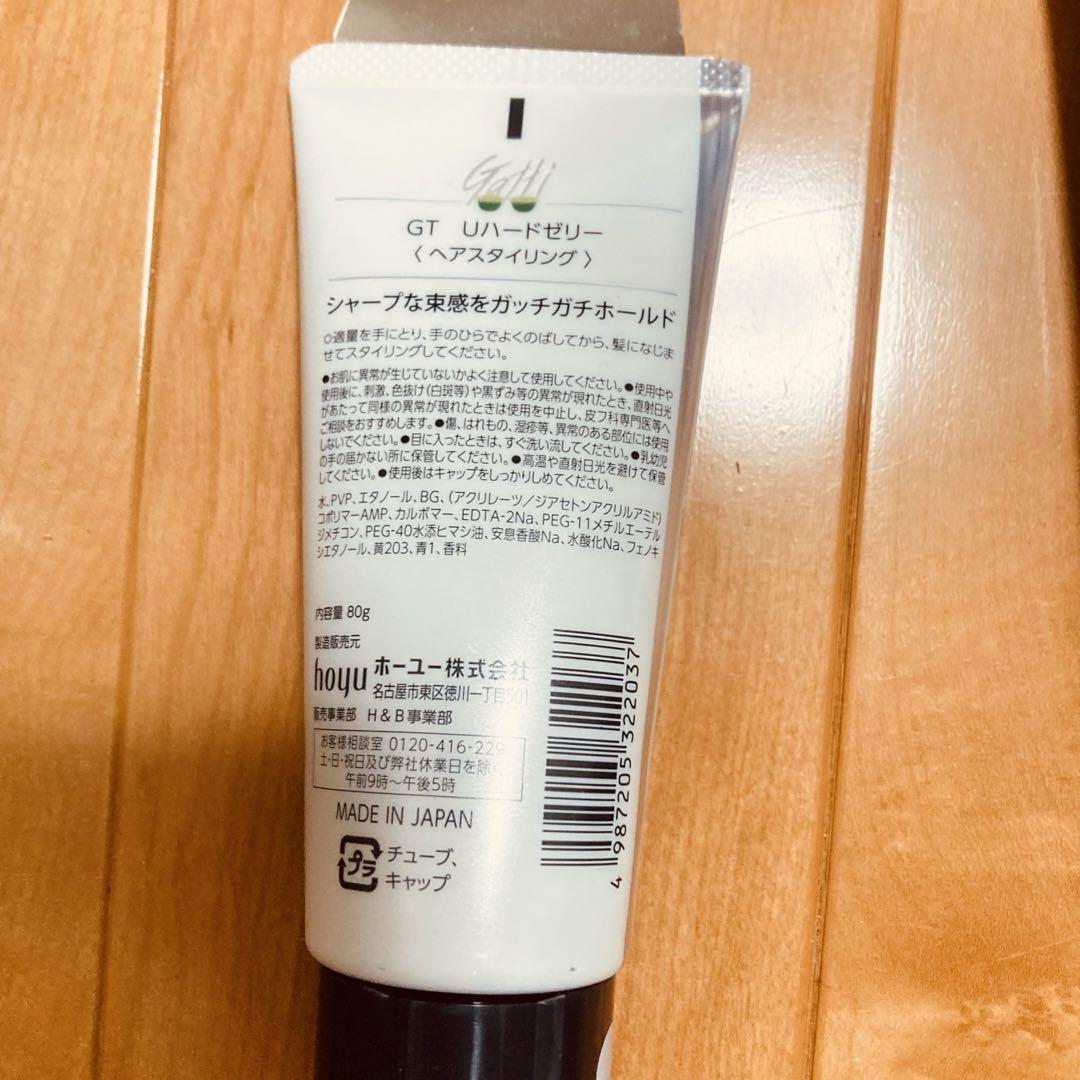 Gatti
GT Uハードゼリー
〈 ヘアスタイリング 〉
シャープな束感をガッチガチホールド
○適量を手にとり、手のひらでよくのばしてから、髪になじま
せてスタイリングしてください。
●お肌に異常が生じていないかよく注意して使用してください。●使用中や
使用後に、刺激、色抜け(白斑等)や黒ずみ等の異常が現れたとき、直射日光
があたって同様の異常が現れたときは使用を中止し、皮フ科専門医等へ
ご相談をおすすめします。●傷、はれもの、湿疹等、異常のある部位には使用
しないでください。●目に入ったときは、すぐ洗い流してください。●乳幼児
の手の届かない所に保管してください。●高温や直射日光を避けて保管
してください。●使用後はキャップをしっかりしめてください。
水、PVP、エタノール、BG、(アクリレーツ/ジアセトンアクリルアミド)
コポリマーAMP、カルボマー、EDTA-2Na、PEG-11メチルエーテル
ジメチコン、PEG-40水添ヒマシ油、安息香酸Na、水酸化Na、フェノキ
シエタノール、黄203、青1、香料
内容量 80g
製造販売元
hoyu ホーユー株式会社
名古屋市東区徳川一丁目501
販売事業部 H&B事業部
お客様相談室 0120-416-229
土・日・祝日及び弊社休業日を除く
午前9時〜午後5時
MADE IN JAPAN
プラ チューブ、
キャップ
4987205322037